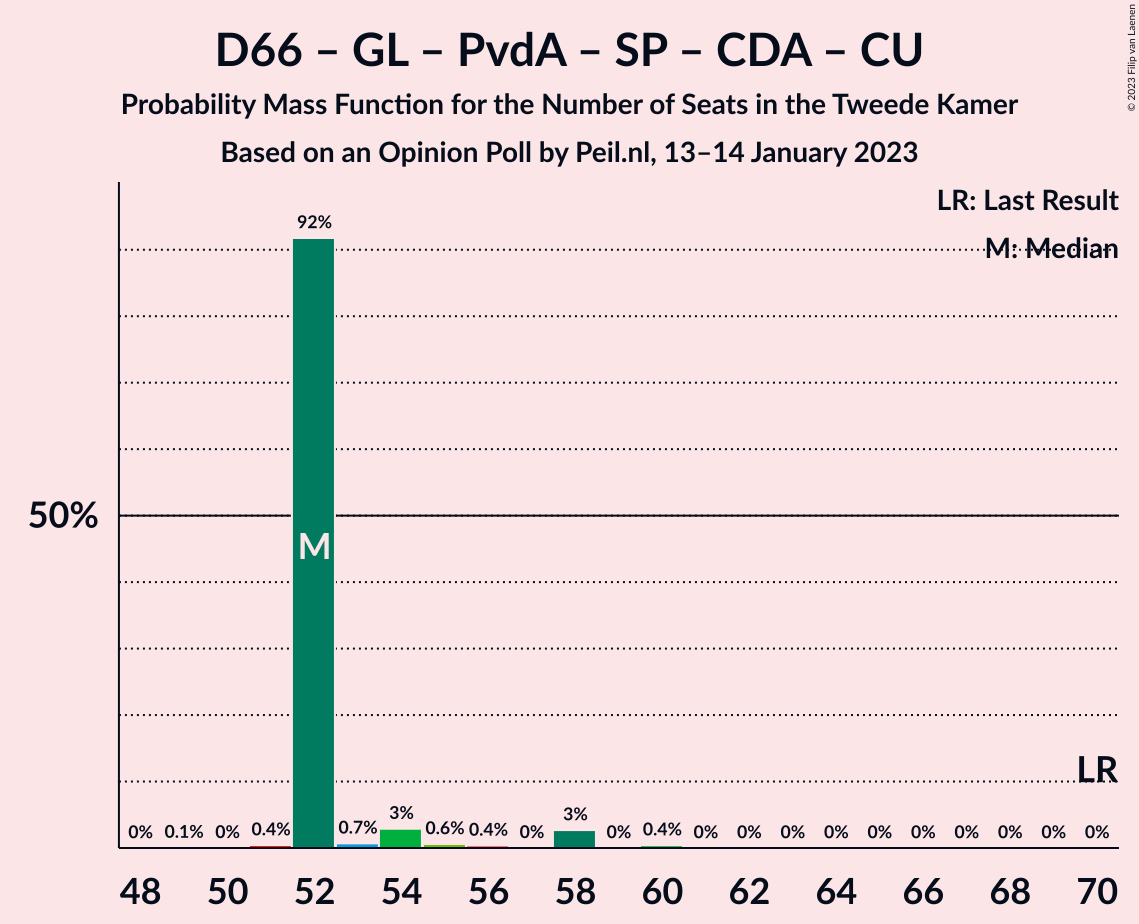 D66 – GL – PvdA – SP – CDA – CU
Probability Mass Function for the Number of Seats in the Tweede Kamer
Based on an Opinion Poll by Peil.nl, 13–14 January 2023
© 2023 Filip van Laenen
LR: Last Result
M: Median
92%
50%
M
LR
0% 0.1% 0% 0.4% 0.7% 3% 0.6% 0.4% 0% 3% 0% 0.4% 0% 0% 0% 0% 0% 0% 0% 0% 0% 0%
48 50 52 54 56 58 60 62 64 66 68 70